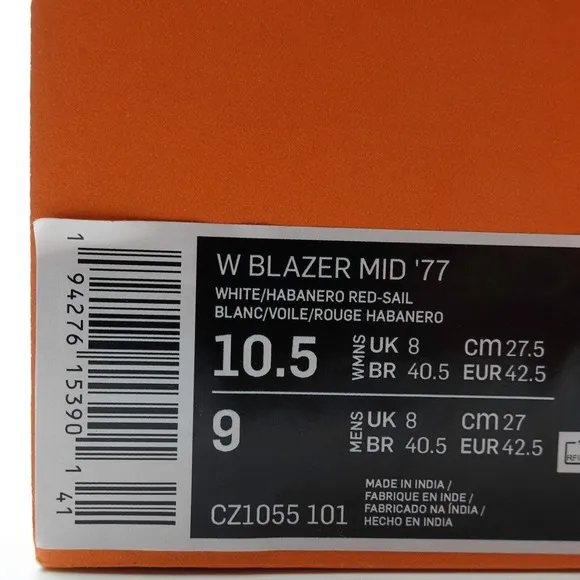 1 94276 15390 1
41
W BLAZER MID '77
WHITE/HABANERO RED-SAIL
BLANC/VOILE/ROUGE HABANERO
10.5 WMNS UK 8 cm 27.5
BR 40.5 EUR 42.5
9 MENS UK 8 cm 27
BR 40.5 EUR 42.5
CZ1055 101
MADE IN INDIA /
FABRIQUE EN INDE /
FABRICADO NA ÍNDIA /
HECHO EN INDIA